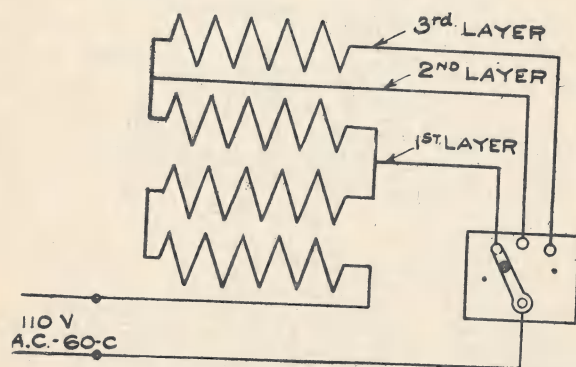 3rd LAYER
2ND LAYER
1ST LAYER
110 V
A.C.-60-C